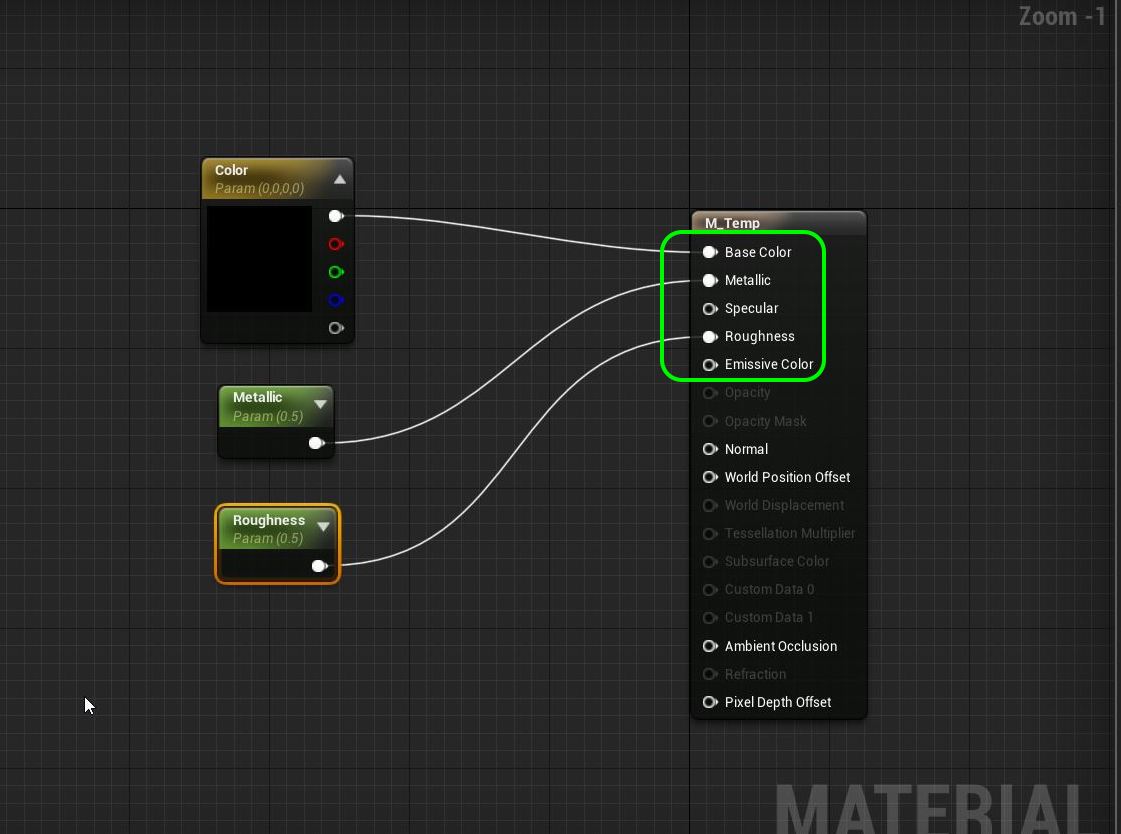 Zoom -1
Color
Param (0,0,0,0)
Metallic
Param (0.5)
Roughness
Param (0.5)
M_Temp
Base Color
Metallic
Specular
Roughness
Emissive Color
Opacity
Opacity Mask
Normal
World Position Offset
World Displacement
Tessellation Multiplier
Subsurface Color
Custom Data 0
Custom Data 1
Ambient Occlusion
Refraction
Pixel Depth Offset
MATERIAL